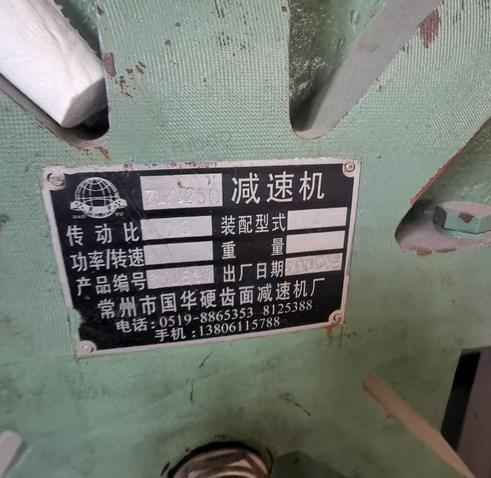 减速机
传动比 装配型式
功率/转速 重量
产品编号 出厂日期
常州市国华硬齿面减速机厂
电话:0519-8865353 8125388
手机:13806115788